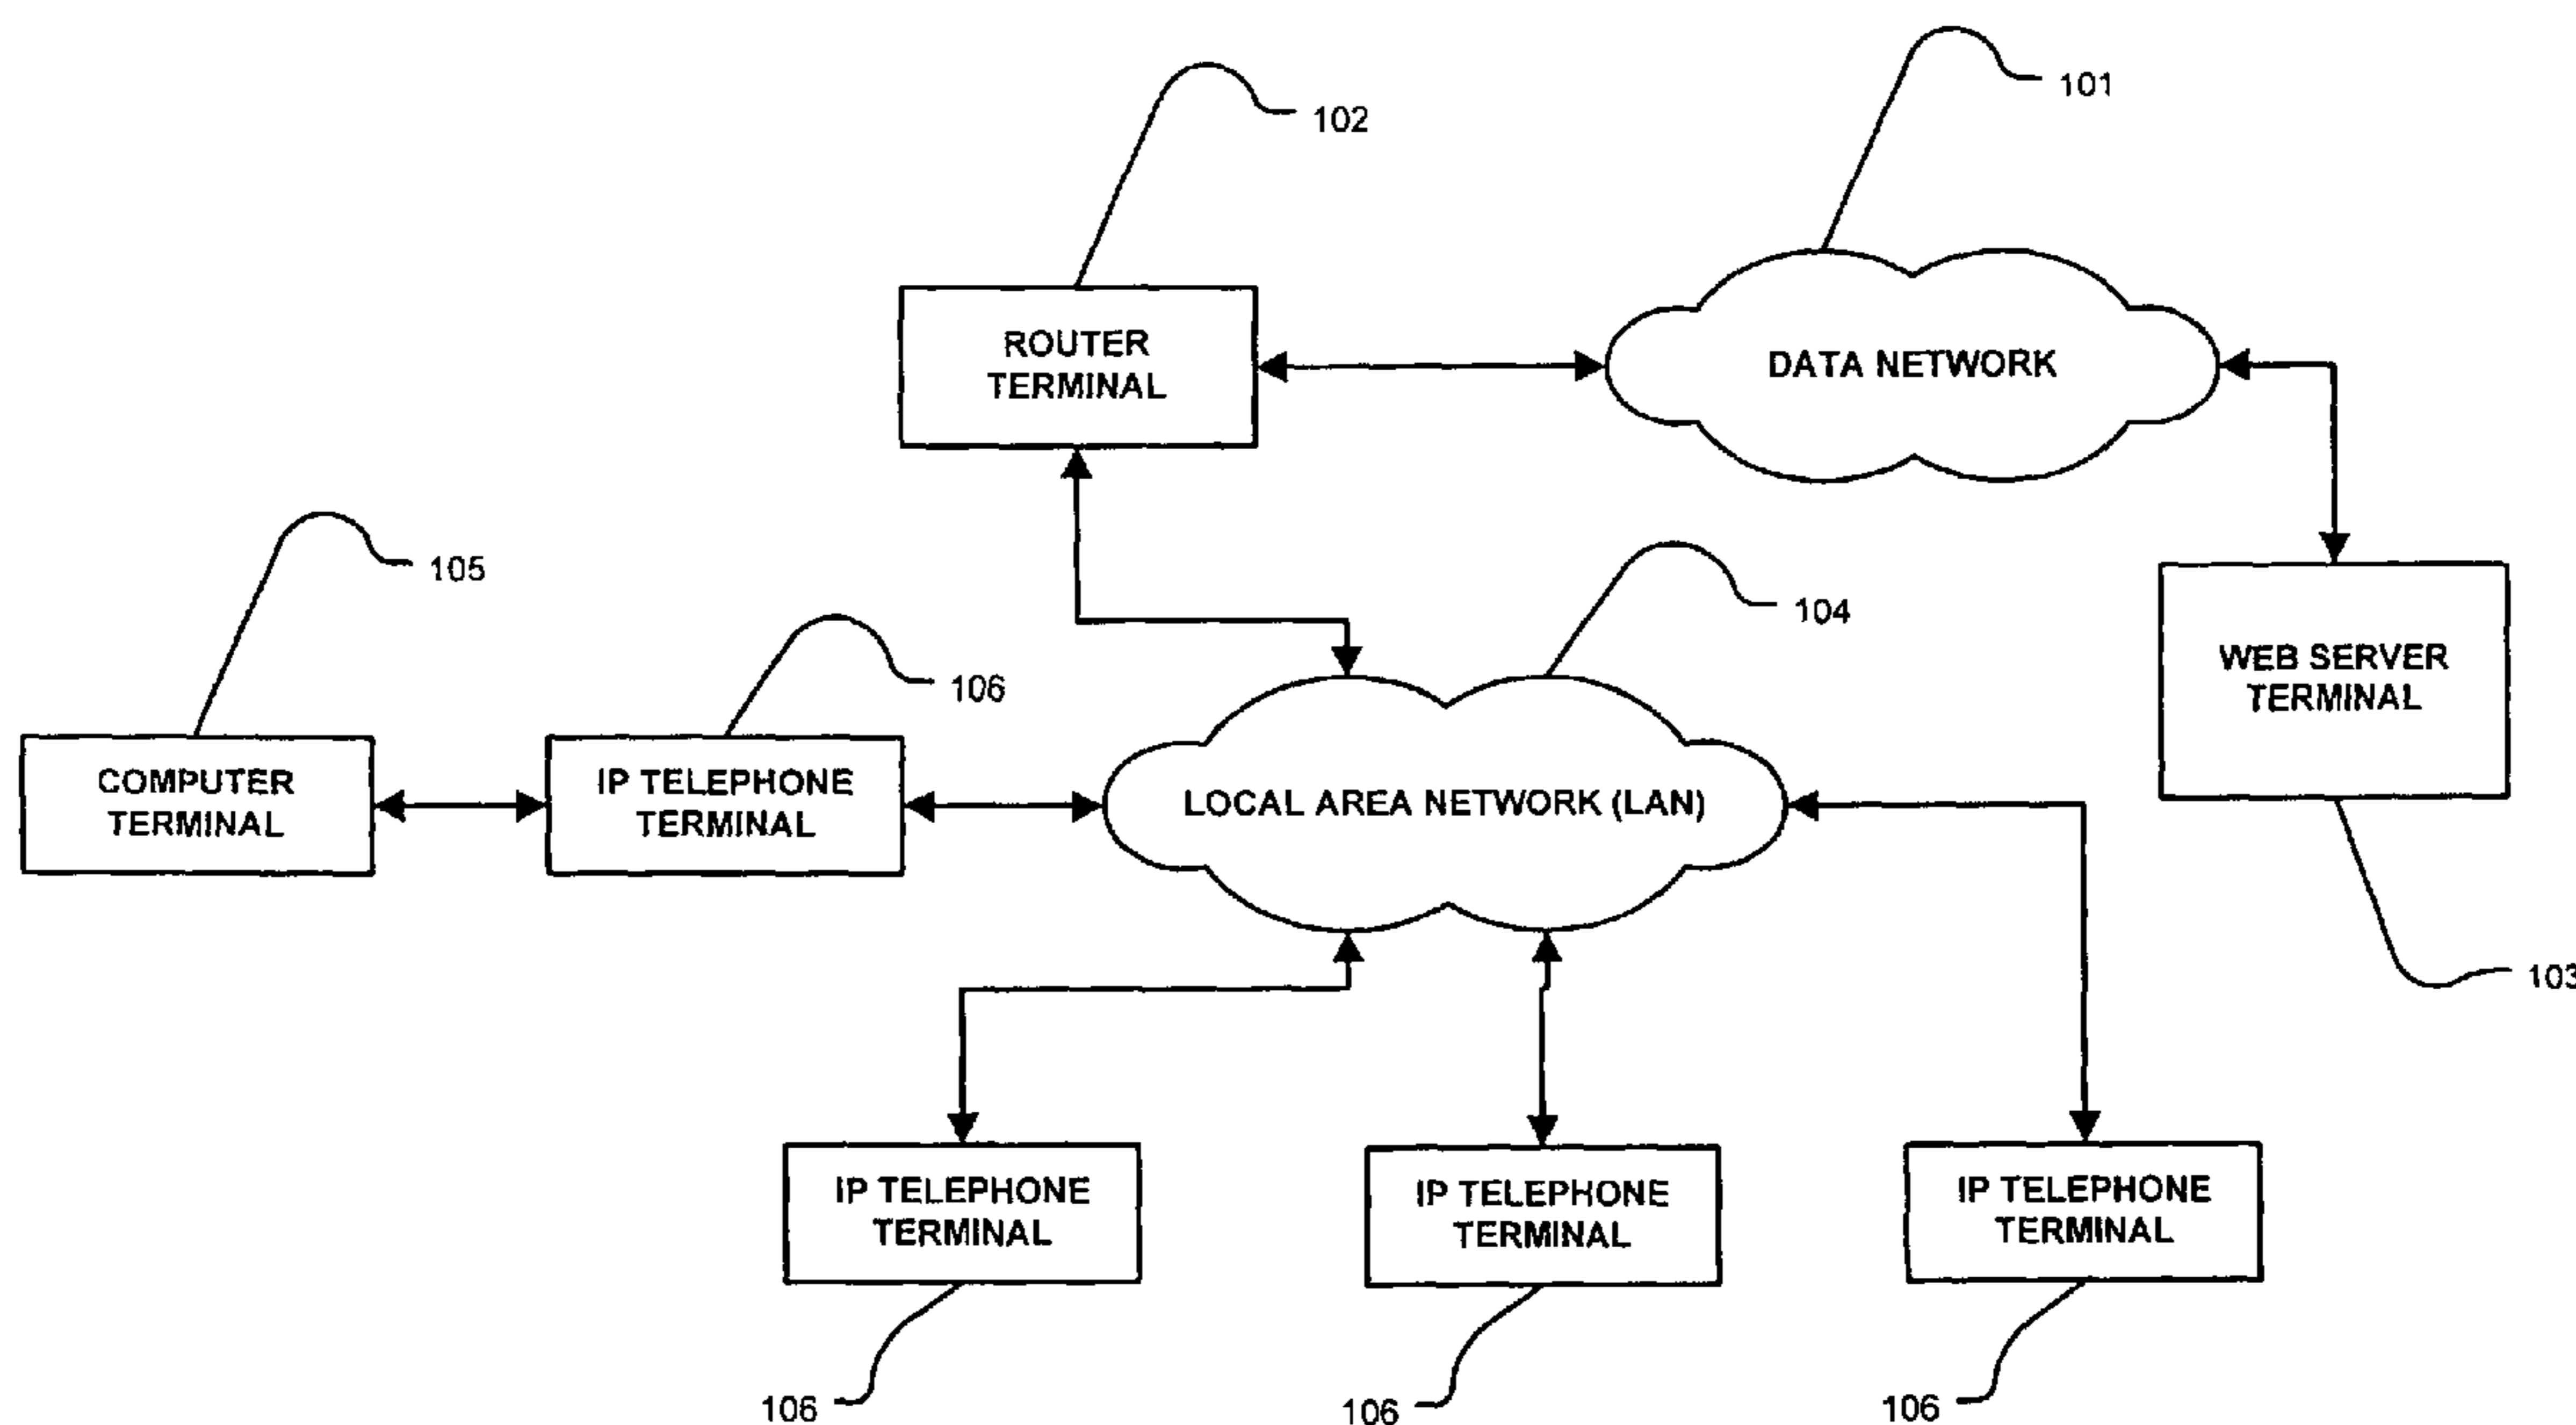 101
102
ROUTER
TERMINAL
DATA NETWORK
105
104
106
WEB SERVER
TERMINAL
COMPUTER
TERMINAL
IP TELEPHONE
TERMINAL
LOCAL AREA NETWORK (LAN)
103
IP TELEPHONE
TERMINAL
IP TELEPHONE
TERMINAL
IP TELEPHONE
TERMINAL
106
106
106